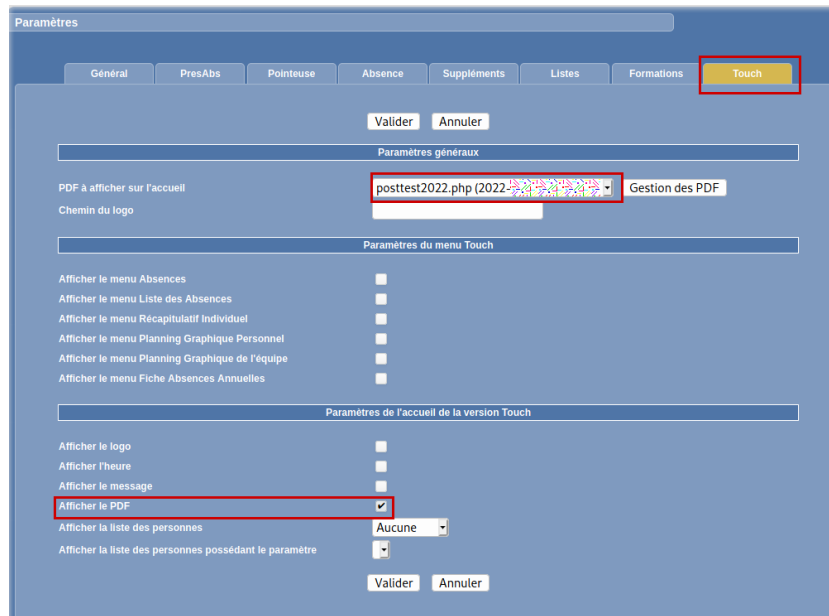 Paramètres
Général PresAbs Pointeuse Absence Suppléments Listes Formations Touch
Valider Annuler
Paramètres généraux
PDF à afficher sur l'accueil posttest2022.php (2022- Gestion des PDF
Chemin du logo
Paramètres du menu Touch
Afficher le menu Absences
Afficher le menu Liste des Absences
Afficher le menu Récapitulatif Individuel
Afficher le menu Planning Graphique Personnel
Afficher le menu Planning Graphique de l'équipe
Afficher le menu Fiche Absences Annuelles
Paramètres de l'accueil de la version Touch
Afficher le logo
Afficher l'heure
Afficher le message
Afficher le PDF
Afficher la liste des personnes Aucune
Afficher la liste des personnes possédant le paramètre
Valider Annuler